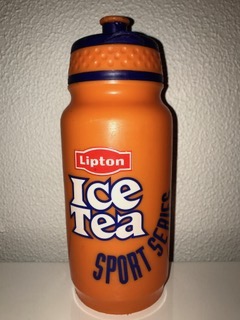 Lipton
ICE
Tea
SPORT SERIES